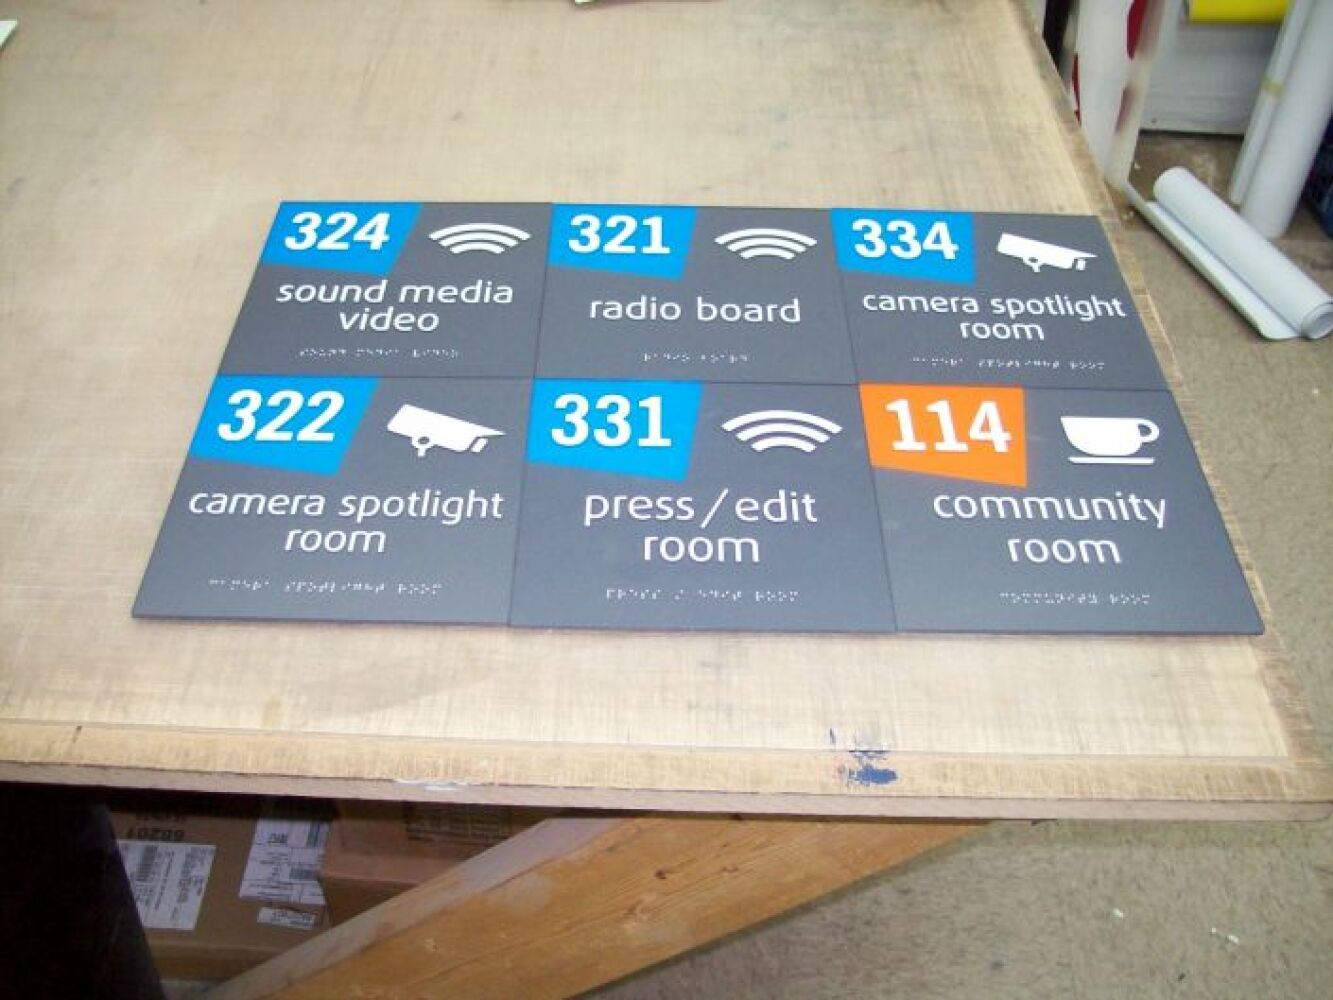 324
sound media
video
321
radio board
334
camera spotlight
room
322
camera spotlight
room
331
press / edit
room
114
community
room
68201